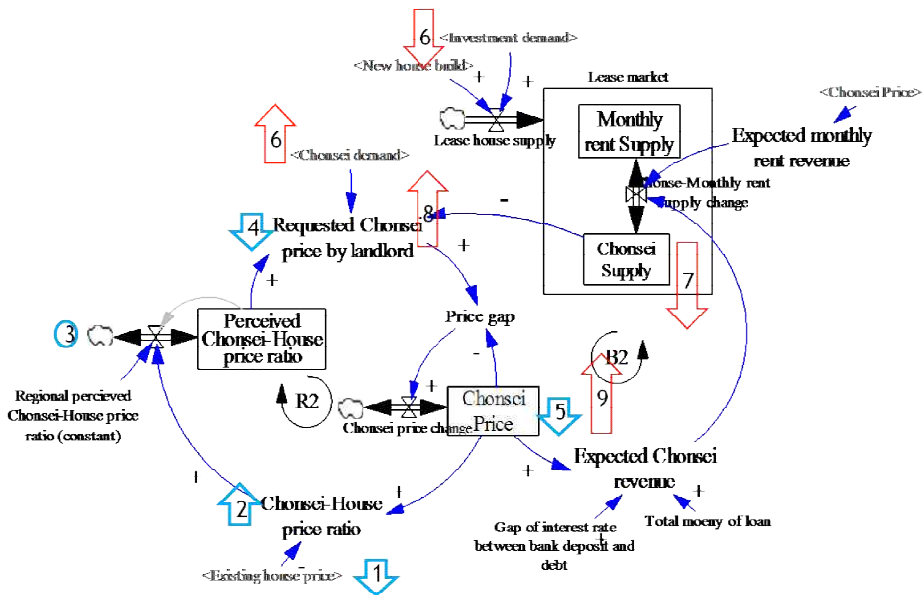 6
<Investment demand>
<New house build>
+
+
Lease market
Lease house supply
Monthly
rent Supply
<Chonsei Price>
Expected monthly
rent revenue
6
<Chonsei demand>
honse-Monthly rent
supply change
-
8
4
Requested Chonsei
price by landlord
+
Chonsei
Supply
7
+
3
Perceived
Chonsei-House
price ratio
Price gap
-
B2
Regional percieved
Chonsei-House price
ratio (constant)
R2
+
Chonsei price change
Chonsei
Price
5
9
+
Expected Chonsei
revenue
+
+
2
Chonsei-House
price ratio
+
Gap of interest rate
between bank deposit and
debt
+
Total moeny of loan
-
<Existing house price>
1